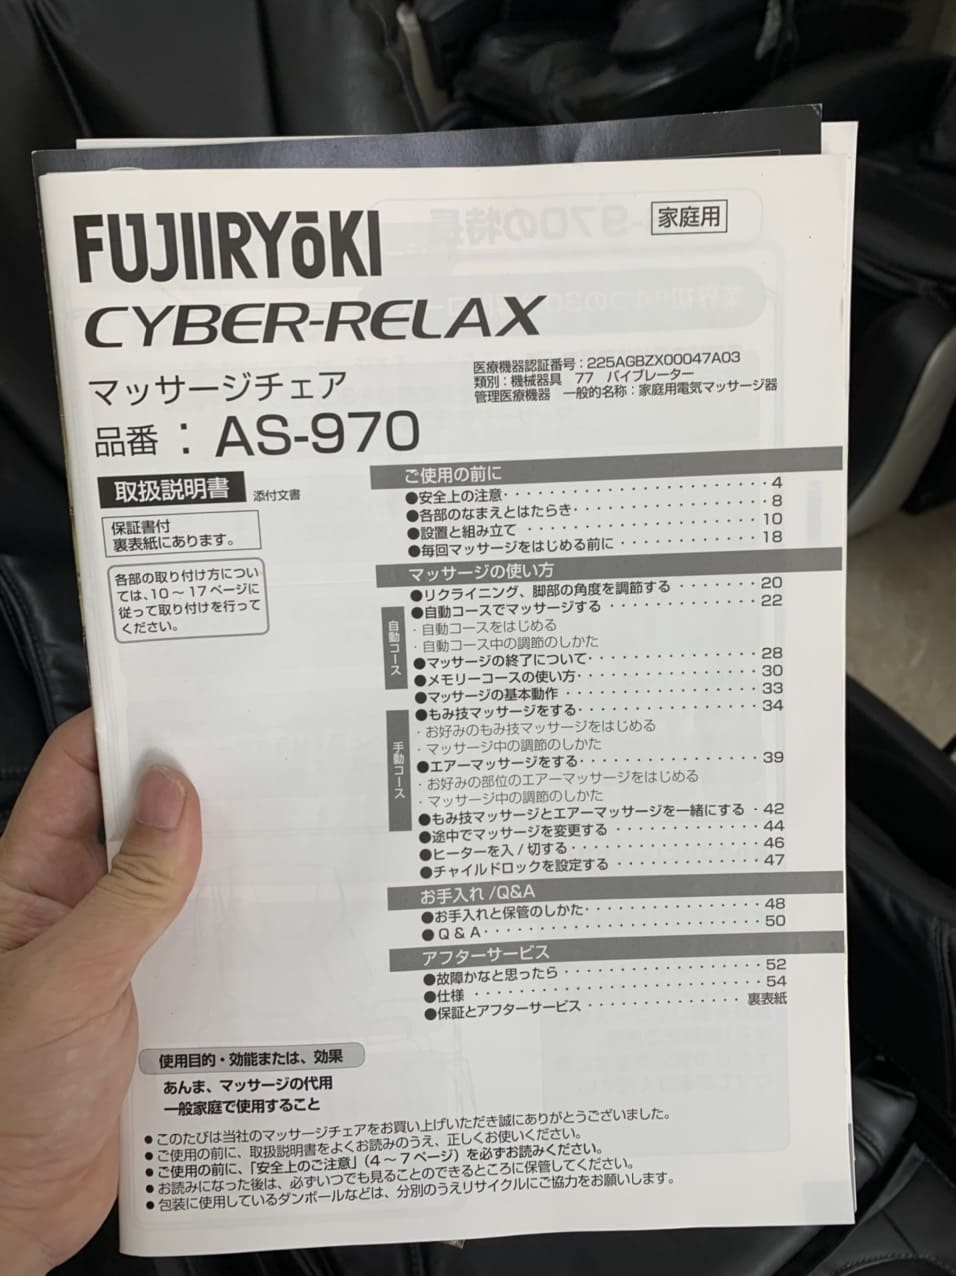 FUJIIRYōKI
家庭用
CYBER-RELAX
マッサージチェア
品番：AS-970
医療機器認証番号：225AGBZX00047A03
類別：機械器具 77 バイブレーター
管理医療機器 一般的名称：家庭用電気マッサージ器
取扱説明書 添付文書
保証書付
裏表紙にあります。
各部の取り付け方につい
ては、10～17ページに
従って取り付けを行って
ください。
ご使用の前に
●安全上の注意・・・・・・・・・・・・・・・・・・・・・・・・4
●各部のなまえとはたらき・・・・・・・・・・・・・・・・・・8
●設置と組み立て・・・・・・・・・・・・・・・・・・・・・・10
●毎回マッサージをはじめる前に・・・・・・・・・・・・・18
マッサージの使い方
●リクライニング、脚部の角度を調節する・・・・・・・20
自動コース
●自動コースでマッサージする・・・・・・・・・・・・・・22
・自動コースをはじめる
・自動コース中の調節のしかた
●マッサージの終了について・・・・・・・・・・・・・・・28
●メモリーコースの使い方・・・・・・・・・・・・・・・・30
●マッサージの基本動作・・・・・・・・・・・・・・・・・33
手動コース
●もみ技マッサージをする・・・・・・・・・・・・・・・・34
・お好みのもみ技マッサージをはじめる
・マッサージ中の調節のしかた
●エアーマッサージをする・・・・・・・・・・・・・・・・39
・お好みの部位のエアーマッサージをはじめる
・マッサージ中の調節のしかた
●もみ技マッサージとエアーマッサージを一緒にする・42
●途中でマッサージを変更する・・・・・・・・・・・・・・44
●ヒーターを入/切する・・・・・・・・・・・・・・・・・・46
●チャイルドロックを設定する・・・・・・・・・・・・・・47
お手入れ/Q&A
●お手入れと保管のしかた・・・・・・・・・・・・・・・・48
●Q & A・・・・・・・・・・・・・・・・・・・・・・・・・・50
アフターサービス
●故障かなと思ったら・・・・・・・・・・・・・・・・・・・52
●仕様・・・・・・・・・・・・・・・・・・・・・・・・・・・54
●保証とアフターサービス・・・・・・・・・・・・・・裏表紙
使用目的・効能または、効果
あんま、マッサージの代用
一般家庭で使用すること
●このたびは当社のマッサージチェアをお買い上げいただき誠にありがとうございました。
●ご使用の前に、取扱説明書をよくお読みのうえ、正しくお使いください。
●ご使用の前に、「安全上のご注意」（4～7ページ）を必ずお読みください。
●お読みになった後は、必ずいつでも見ることのできるところに保管してください。
●包装に使用しているダンボールなどは、分別のうえリサイクルにご協力をお願いします。